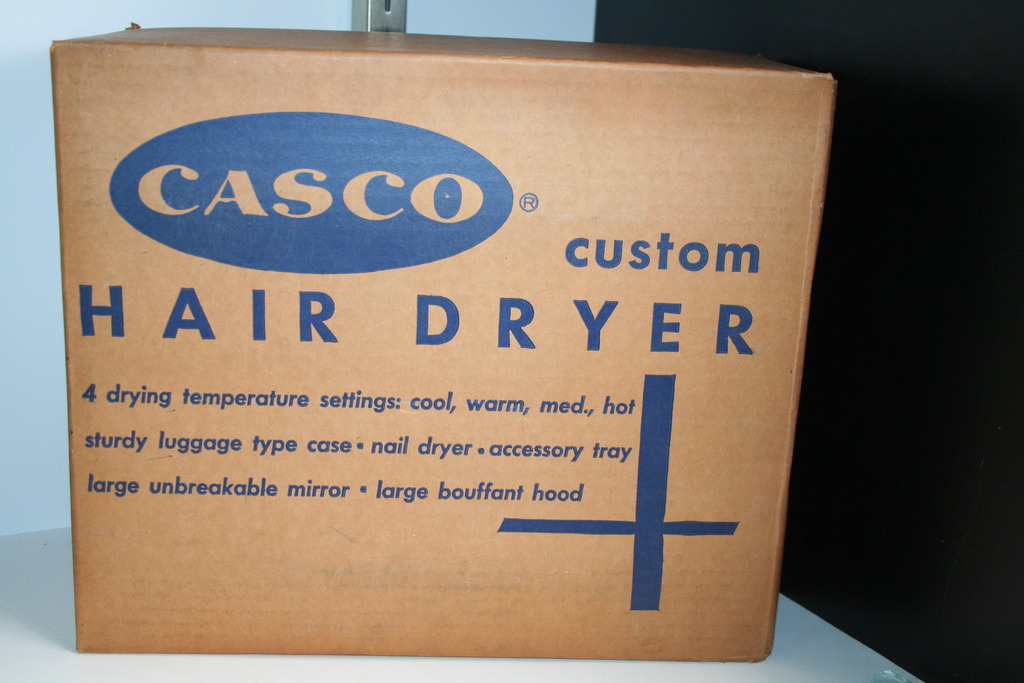 CASCO®
custom
HAIR DRYER
4 drying temperature settings: cool, warm, med., hot
sturdy luggage type case • nail dryer • accessory tray
large unbreakable mirror • large bouffant hood